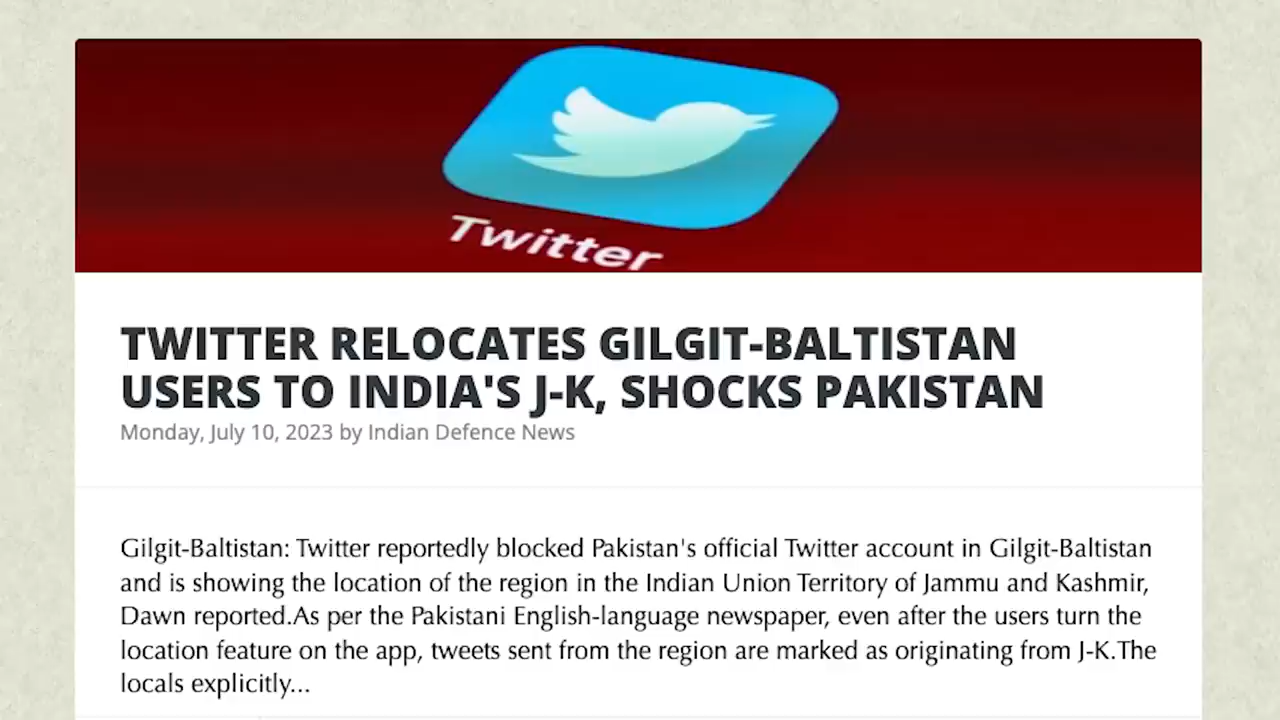 Twitter
TWITTER RELOCATES GILGIT-BALTISTAN
USERS TO INDIA'S J-K, SHOCKS PAKISTAN
Monday, July 10, 2023 by Indian Defence News
Gilgit-Baltistan: Twitter reportedly blocked Pakistan's official Twitter account in Gilgit-Baltistan
and is showing the location of the region in the Indian Union Territory of Jammu and Kashmir,
Dawn reported.As per the Pakistani English-language newspaper, even after the users turn the
location feature on the app, tweets sent from the region are marked as originating from J-K.The
locals explicitly...